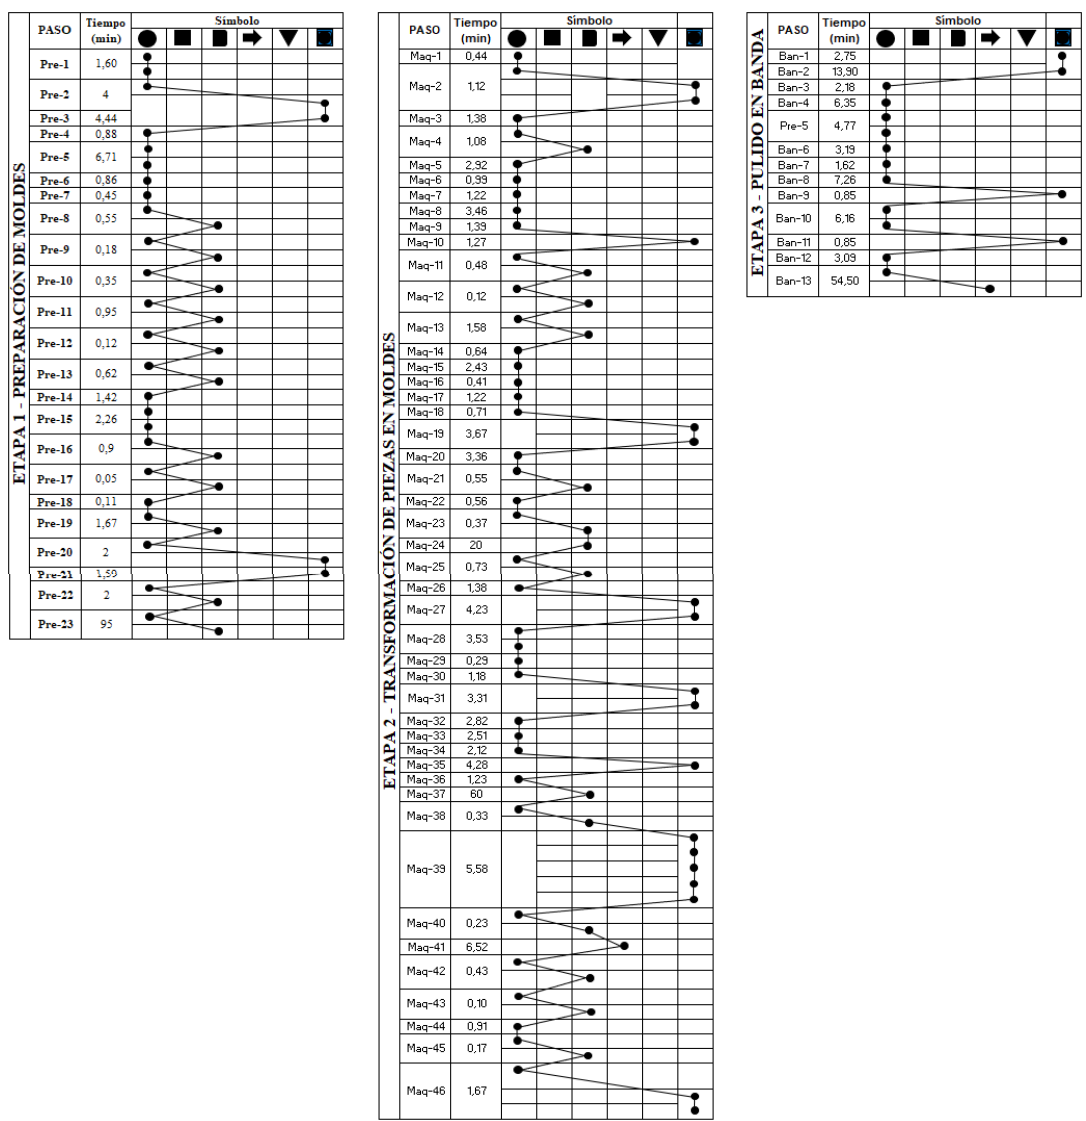 ETAPA 1 - PREPARACIÓN DE MOLDES
PASO Tiempo (min) Símbolo
Pre-1 1,60
Pre-2 4
Pre-3 4,44
Pre-4 0,88
Pre-5 6,71
Pre-6 0,86
Pre-7 0,45
Pre-8 0,55
Pre-9 0,18
Pre-10 0,35
Pre-11 0,95
Pre-12 0,12
Pre-13 0,62
Pre-14 1,42
Pre-15 2,26
Pre-16 0,9
Pre-17 0,05
Pre-18 0,11
Pre-19 1,67
Pre-20 2
Pre-21 1,59
Pre-22 2
Pre-23 95
ETAPA 2 - TRANSFORMACIÓN DE PIEZAS EN MOLDES
PASO Tiempo (min) Símbolo
Maq-1 0,44
Maq-2 1,12
Maq-3 1,38
Maq-4 1,08
Maq-5 2,92
Maq-6 0,99
Maq-7 1,22
Maq-8 3,46
Maq-9 1,39
Maq-10 1,27
Maq-11 0,48
Maq-12 0,12
Maq-13 1,58
Maq-14 0,64
Maq-15 2,43
Maq-16 0,41
Maq-17 1,22
Maq-18 0,71
Maq-19 3,67
Maq-20 3,36
Maq-21 0,55
Maq-22 0,56
Maq-23 0,37
Maq-24 20
Maq-25 0,73
Maq-26 1,38
Maq-27 4,23
Maq-28 3,53
Maq-29 0,29
Maq-30 1,18
Maq-31 3,31
Maq-32 2,82
Maq-33 2,51
Maq-34 2,12
Maq-35 4,28
Maq-36 1,23
Maq-37 60
Maq-38 0,33
Maq-39 5,58
Maq-40 0,23
Maq-41 6,52
Maq-42 0,43
Maq-43 0,10
Maq-44 0,91
Maq-45 0,17
Maq-46 1,67
ETAPA 3 - PULIDO EN BANDA
PASO Tiempo (min) Símbolo
Ban-1 2,75
Ban-2 13,90
Ban-3 2,18
Ban-4 6,35
Pre-5 4,77
Ban-6 3,19
Ban-7 1,62
Ban-8 7,26
Ban-9 0,85
Ban-10 6,16
Ban-11 0,85
Ban-12 3,09
Ban-13 54,50